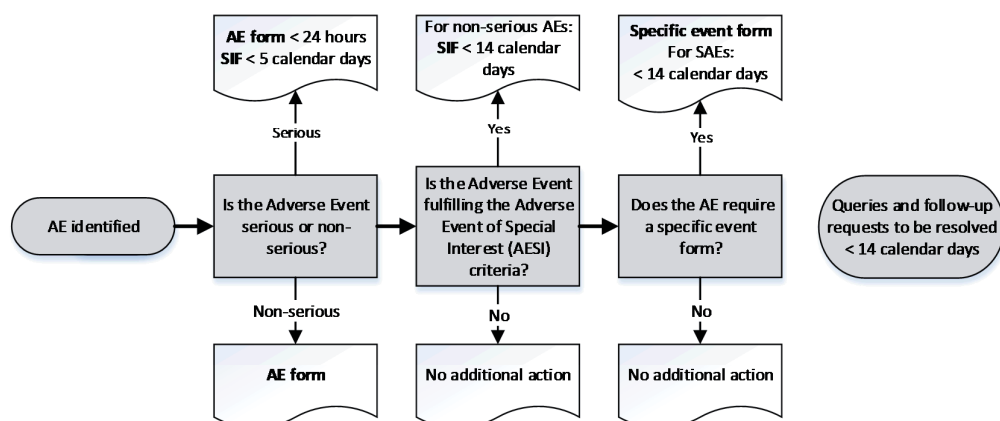 AE form < 24 hours
SIF < 5 calendar days
For non-serious AEs:
SIF < 14 calendar
days
Specific event form
For SAEs:
< 14 calendar days
Serious
Yes
Yes
AE identified
Is the Adverse Event
serious or non-
serious?
Is the Adverse Event
fulfilling the Adverse
Event of Special
Interest (AESI)
criteria?
Does the AE require
a specific event
form?
Queries and follow-up
requests to be resolved
< 14 calendar days
Non-serious
No
No
AE form
No additional action
No additional action